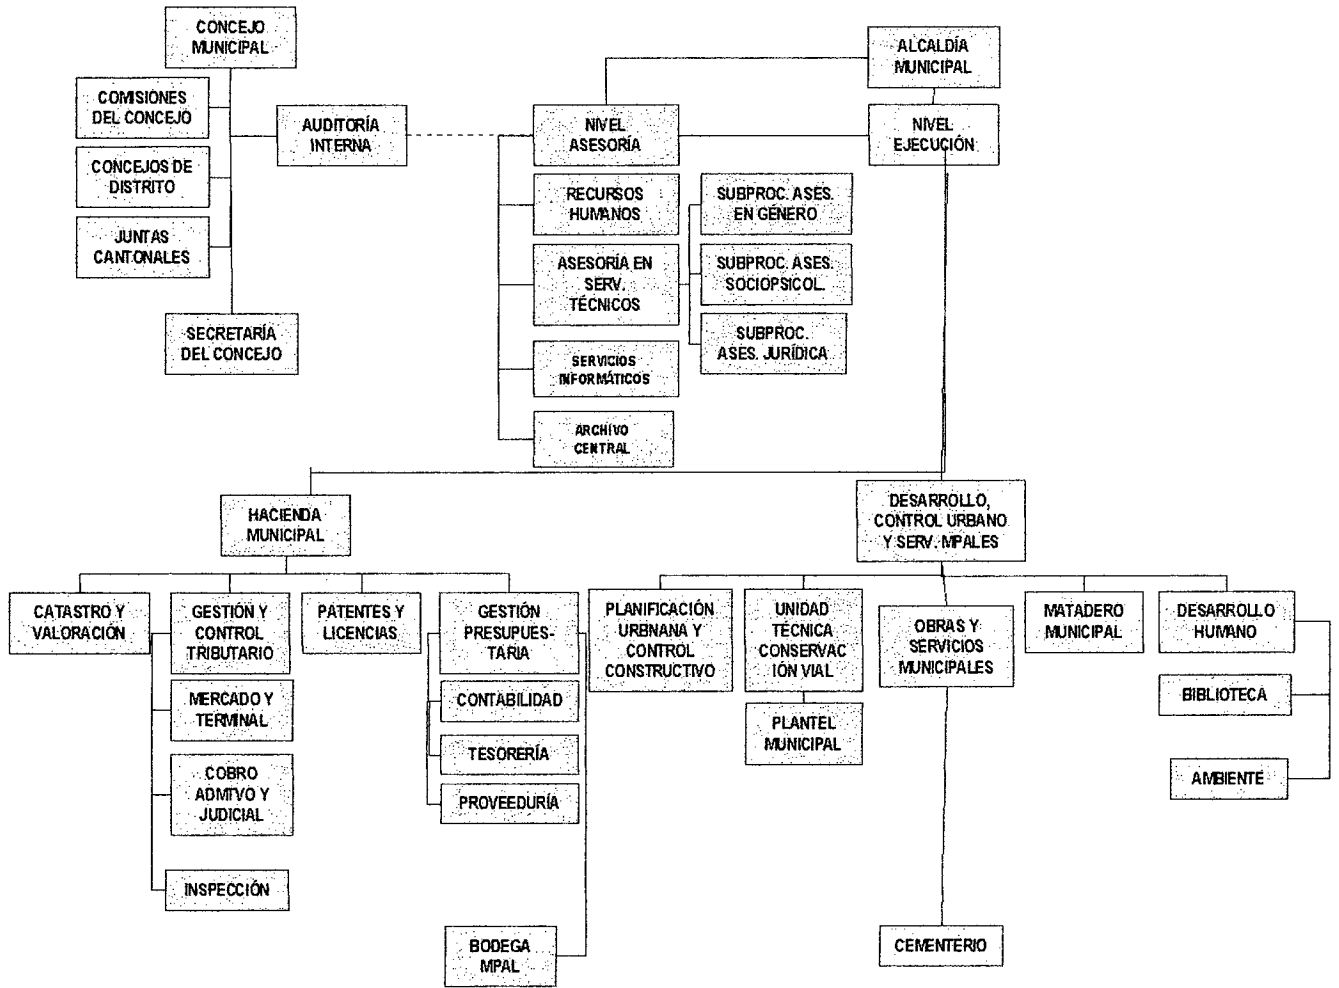 CONCEJO
MUNICIPAL
ALCALDÍA
MUNICIPAL
COMISIONES
DEL CONCEJO
AUDITORÍA
INTERNA
NIVEL
ASESORÍA
NIVEL
EJECUCIÓN
CONCEJOS DE
DISTRITO
RECURSOS
HUMANOS
SUBPROC. ASES.
EN GÉNERO
JUNTAS
CANTONALES
ASESORÍA EN
SERV.
TÉCNICOS
SUBPROC. ASES.
SOCIOPSICOL.
SECRETARÍA
DEL CONCEJO
SUBPROC.
ASES. JURÍDICA
SERVICIOS
INFORMÁTICOS
ARCHIVO
CENTRAL
HACIENDA
MUNICIPAL
DESARROLLO,
CONTROL URBANO
Y SERV. MPALES
CATASTRO Y
VALORACIÓN
GESTIÓN Y
CONTROL
TRIBUTARIO
PATENTES Y
LICENCIAS
GESTIÓN
PRESUPUES-
TARIA
PLANIFICACIÓN
URBNANA Y
CONTROL
CONSTRUCTIVO
UNIDAD
TÉCNICA
CONSERVAC
IÓN VIAL
OBRAS Y
SERVICIOS
MUNICIPALES
MATADERO
MUNICIPAL
DESARROLLO
HUMANO
MERCADO Y
TERMINAL
CONTABILIDAD
PLANTEL
MUNICIPAL
BIBLIOTECA
COBRO
ADMTVO Y
JUDICIAL
TESORERÍA
AMBIENTE
PROVEEDURÍA
INSPECCIÓN
BODEGA
MPAL
CEMENTERIO